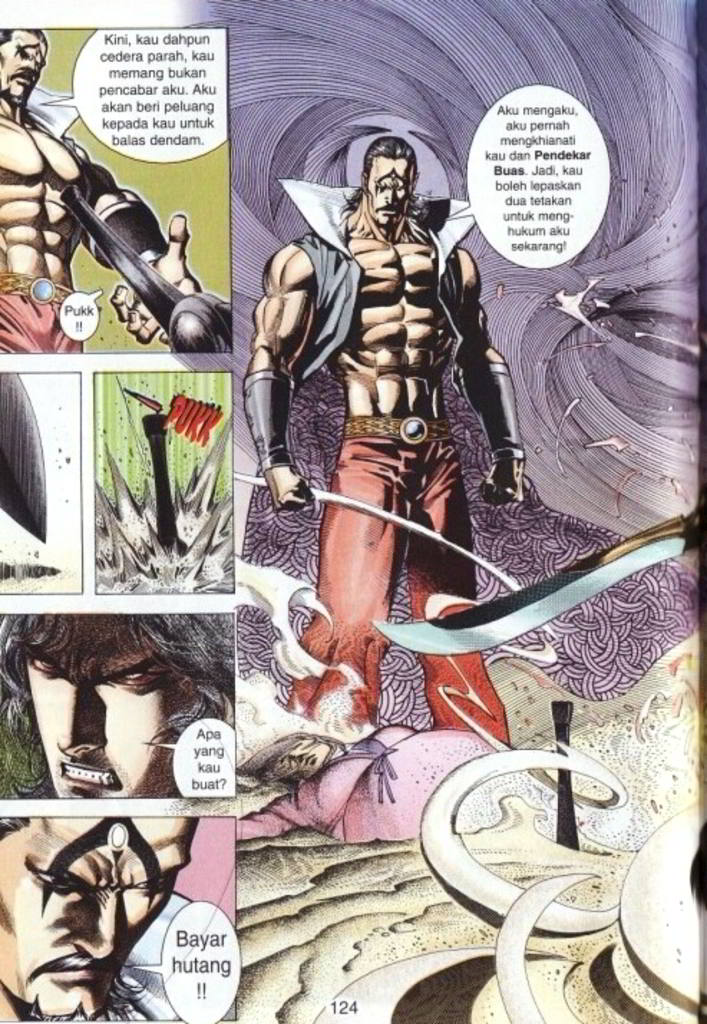 Kini, kau dahpun
cedera parah, kau
memang bukan
pencabar aku. Aku
akan beri peluang
kepada kau untuk
balas dendam.
Pukk
!!
PUKK
Apa
yang
kau
buat?
Bayar
hutang
!!
Aku mengaku,
aku pernah
mengkhianati
kau dan Pendekar
Buas. Jadi, kau
boleh lepaskan
dua tetakan
untuk meng-
hukum aku
sekarang!
124